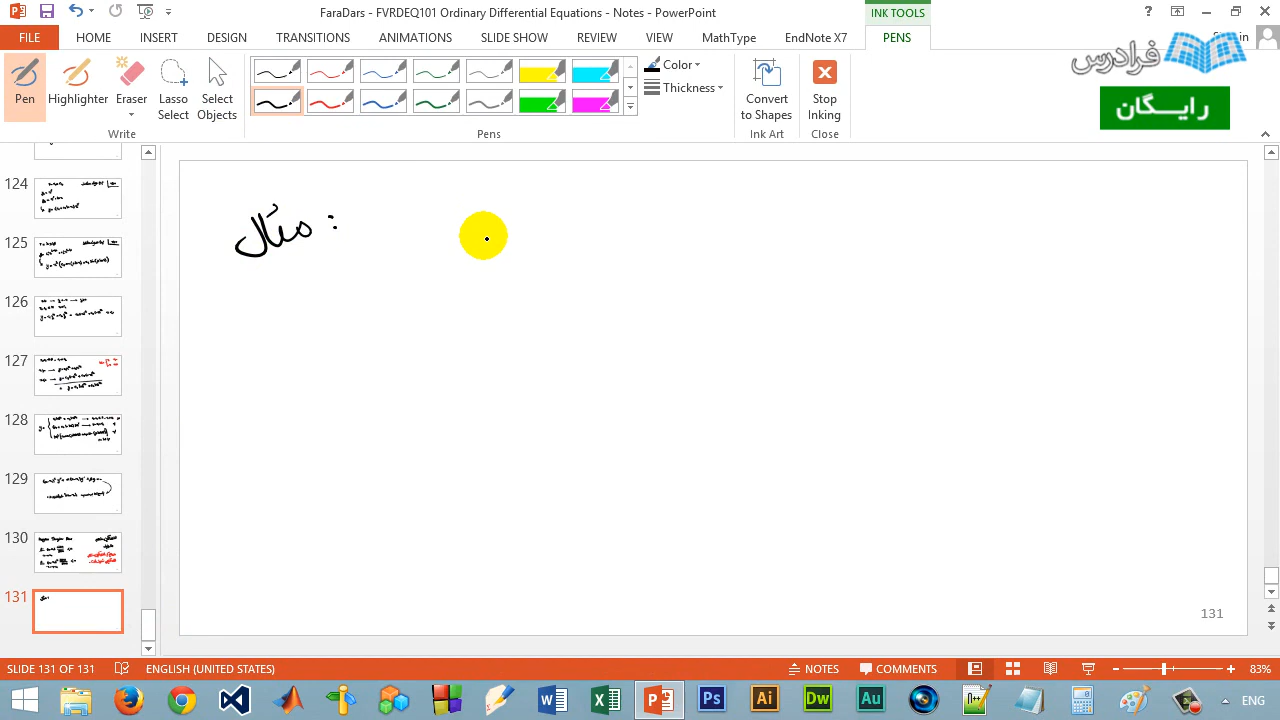 FaraDars - FVRDEQ101 Ordinary Differential Equations - Notes - PowerPoint
INK TOOLS
FILE HOME INSERT DESIGN TRANSITIONS ANIMATIONS SLIDE SHOW REVIEW VIEW MathType EndNote X7 PENS
فرادرس
رایگان
Pen Highlighter Eraser Lasso Select Select Objects
Color
Thickness
Convert to Shapes
Stop Inking
Write Pens Ink Art Close
124
125
126
127
128
129
130
131
مثال :
131
SLIDE 131 OF 131 ENGLISH (UNITED STATES) NOTES COMMENTS 83%
ENG